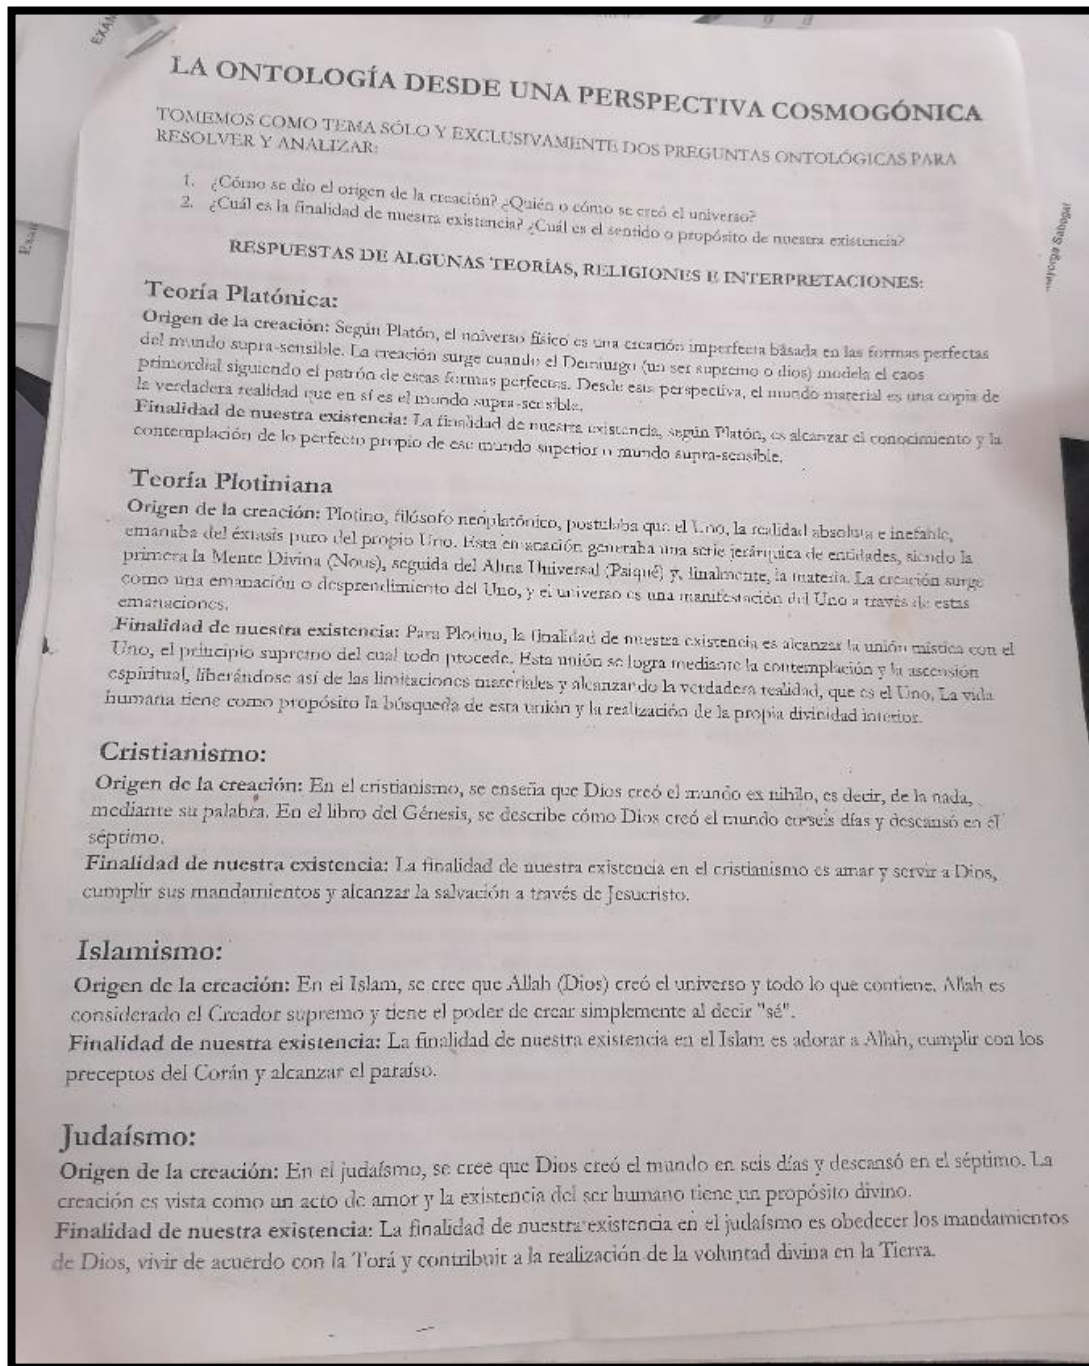 EXÁM
LA ONTOLOGÍA DESDE UNA PERSPECTIVA COSMOGÓNICA
TOMEMOS COMO TEMA SÓLO Y EXCLUSIVAMENTE DOS PREGUNTAS ONTOLÓGICAS PARA
RESOLVER Y ANALIZAR:
1. ¿Cómo se dio el origen de la creación? ¿Quién o cómo se creó el universo?
2. ¿Cuál es la finalidad de nuestra existencia? ¿Cuál es el sentido o propósito de nuestra existencia?
RESPUESTAS DE ALGUNAS TEORÍAS, RELIGIONES E INTERPRETACIONES:
Teoría Platónica:
Origen de la creación: Según Platón, el universo físico es una creación imperfecta basada en las formas perfectas
del mundo supra-sensible. La creación surge cuando el Demiurgo (un ser supremo o dios) modela el caos
primordial siguiendo el patrón de estas formas perfectas. Desde esta perspectiva, el mundo material es una copia de
la verdadera realidad que en sí es el mundo supra-sensible.
Finalidad de nuestra existencia: La finalidad de nuestra existencia, según Platón, es alcanzar el conocimiento y la
contemplación de lo perfecto propio de ese mundo superior o mundo supra-sensible.
Teoría Plotiniana
Origen de la creación: Plotino, filósofo neoplatónico, postulaba que el Uno, la realidad absoluta e inefable,
emanaba del éxtasis puro del propio Uno. Esta emanación generaba una serie jerárquica de entidades, siendo la
primera la Mente Divina (Nous), seguida del Alma Universal (Psiqué) y, finalmente, la materia. La creación surge
como una emanación o desprendimiento del Uno, y el universo es una manifestación del Uno a través de estas
emanaciones.
Finalidad de nuestra existencia: Para Plotino, la finalidad de nuestra existencia es alcanzar la unión mística con el
Uno, el principio supremo del cual todo procede. Esta unión se logra mediante la contemplación y la ascensión
espiritual, liberándose así de las limitaciones materiales y alcanzando la verdadera realidad, que es el Uno. La vida
humana tiene como propósito la búsqueda de esta unión y la realización de la propia divinidad interior.
Cristianismo:
Origen de la creación: En el cristianismo, se enseña que Dios creó el mundo ex nihilo, es decir, de la nada,
mediante su palabra. En el libro del Génesis, se describe cómo Dios creó el mundo en seis días y descansó en el
séptimo.
Finalidad de nuestra existencia: La finalidad de nuestra existencia en el cristianismo es amar y servir a Dios,
cumplir sus mandamientos y alcanzar la salvación a través de Jesucristo.
Islamismo:
Origen de la creación: En el Islam, se cree que Allah (Dios) creó el universo y todo lo que contiene. Allah es
considerado el Creador supremo y tiene el poder de crear simplemente al decir "sé".
Finalidad de nuestra existencia: La finalidad de nuestra existencia en el Islam es adorar a Allah, cumplir con los
preceptos del Corán y alcanzar el paraíso.
Judaísmo:
Origen de la creación: En el judaísmo, se cree que Dios creó el mundo en seis días y descansó en el séptimo. La
creación es vista como un acto de amor y la existencia del ser humano tiene un propósito divino.
Finalidad de nuestra existencia: La finalidad de nuestra existencia en el judaísmo es obedecer los mandamientos
de Dios, vivir de acuerdo con la Torá y contribuir a la realización de la voluntad divina en la Tierra.
Sabogal